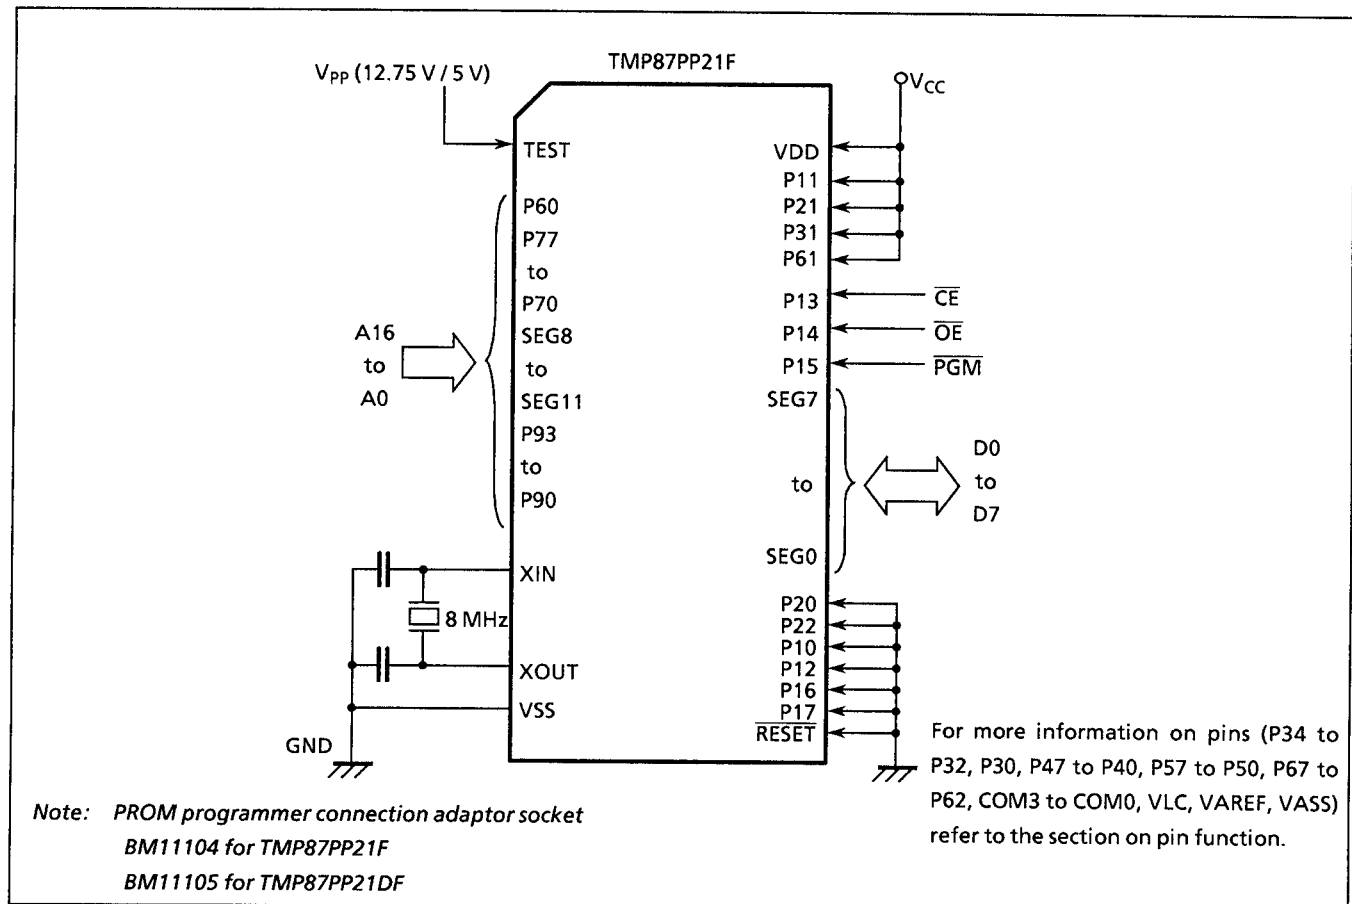 TMP87PP21F
VPP (12.75 V / 5 V)
VCC
TEST
P60
P77
to
P70
SEG8
to
SEG11
P93
to
P90
XIN
XOUT
VSS
A16
to
A0
8 MHz
GND
VDD
P11
P21
P31
P61
P13
P14
P15
SEG7
to
SEG0
P20
P22
P10
P12
P16
P17
RESET
CE
OE
PGM
D0
to
D7
For more information on pins (P34 to
P32, P30, P47 to P40, P57 to P50, P67 to
P62, COM3 to COM0, VLC, VAREF, VASS)
refer to the section on pin function.
Note: PROM programmer connection adaptor socket
BM11104 for TMP87PP21F
BM11105 for TMP87PP21DF